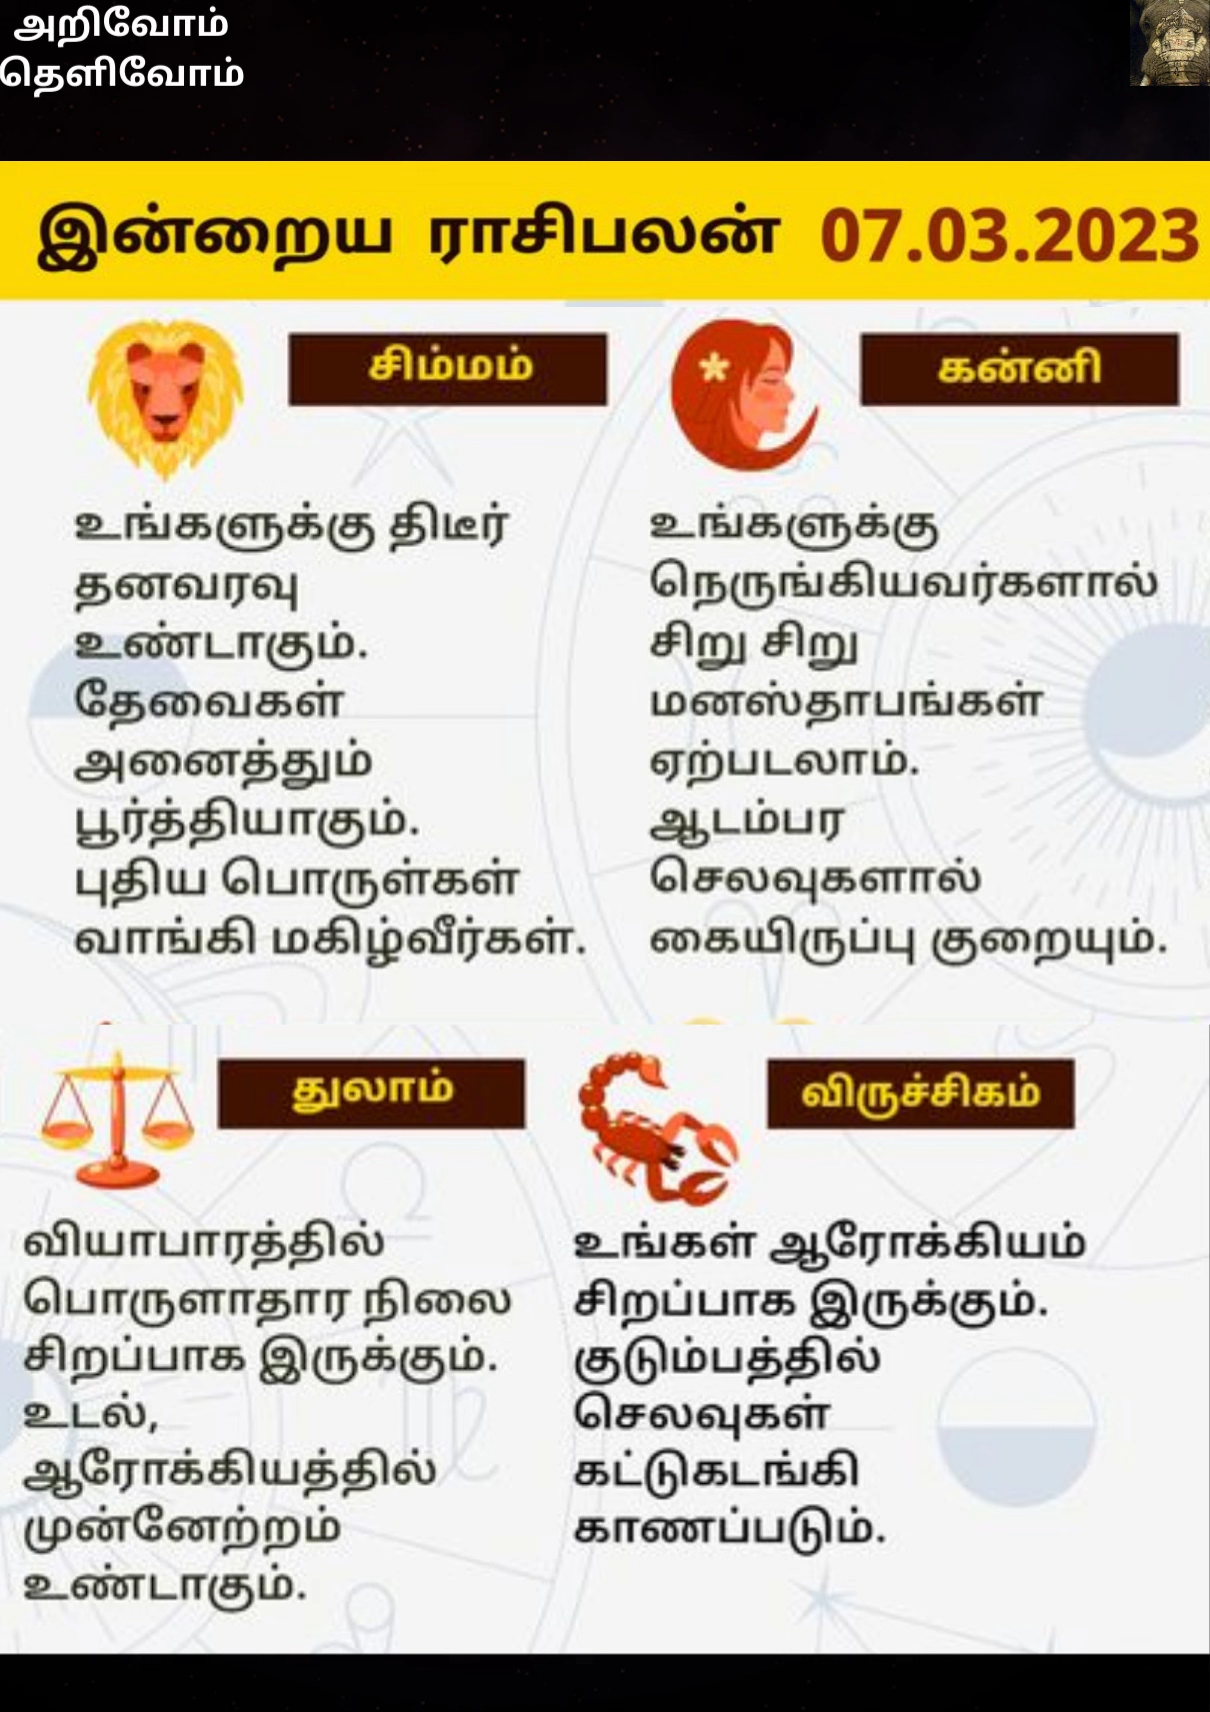 அறிவோம்
தெளிவோம்
இன்றைய ராசிபலன் 07.03.2023
சிம்மம்
உங்களுக்கு திடீர்
தனவரவு
உண்டாகும்.
தேவைகள்
அனைத்தும்
பூர்த்தியாகும்.
புதிய பொருள்கள்
வாங்கி மகிழ்வீர்கள்.
கன்னி
உங்களுக்கு
நெருங்கியவர்களால்
சிறு சிறு
மனஸ்தாபங்கள்
ஏற்படலாம்.
ஆடம்பர
செலவுகளால்
கையிருப்பு குறையும்.
துலாம்
வியாபாரத்தில்
பொருளாதார நிலை
சிறப்பாக இருக்கும்.
உடல்,
ஆரோக்கியத்தில்
முன்னேற்றம்
உண்டாகும்.
விருச்சிகம்
உங்கள் ஆரோக்கியம்
சிறப்பாக இருக்கும்.
குடும்பத்தில்
செலவுகள்
கட்டுகடங்கி
காணப்படும்.